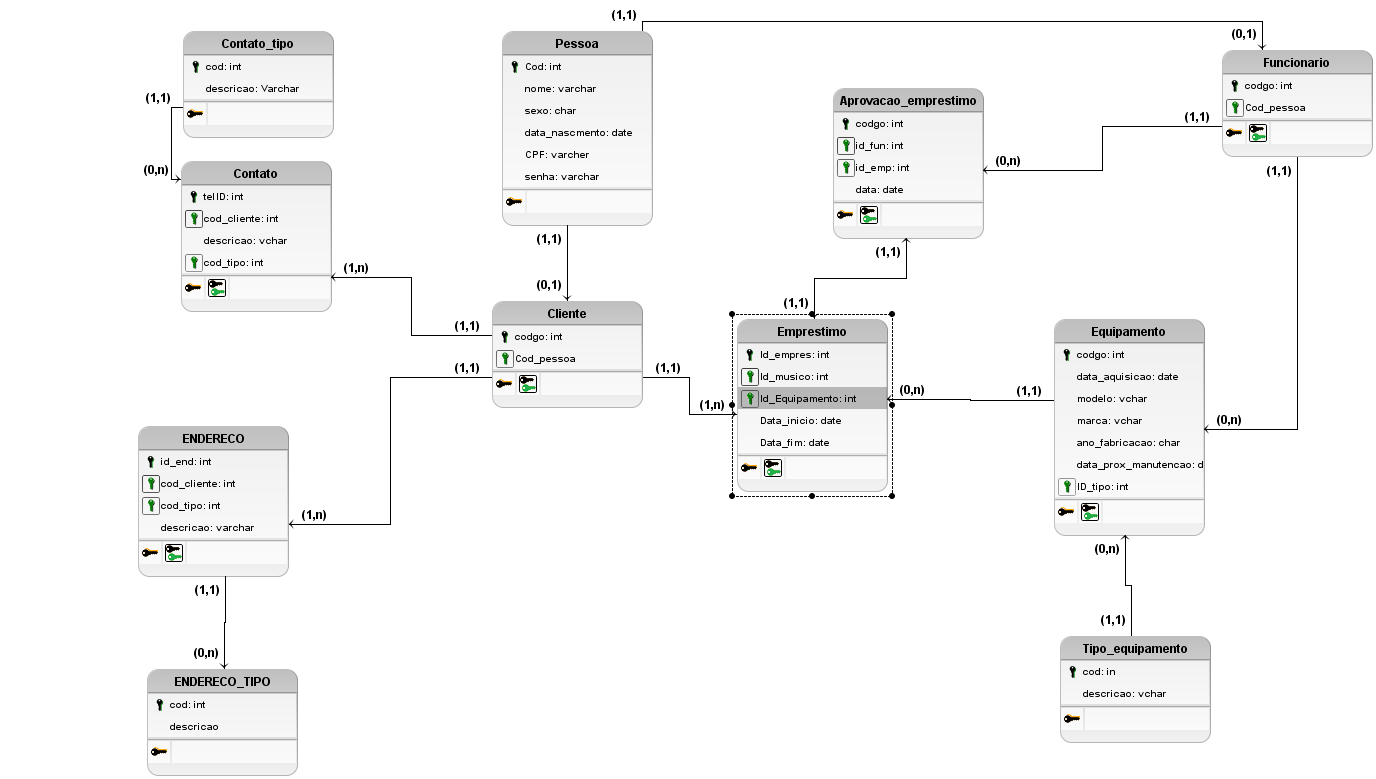 Contato_tipo
cod: int
descricao: Varchar
(1,1)
(0,n)
Contato
telID: int
cod_cliente: int
descricao: vchar
cod_tipo: int
(1,n)
Pessoa
Cod: int
nome: varchar
sexo: char
data_nascmento: date
CPF: varcher
senha: varchar
(1,1)
(1,1)
(0,1)
(0,1)
Funcionario
codgo: int
Cod_pessoa
(1,1)
(1,1)
Aprovacao_emprestimo
codgo: int
id_fun: int
id_emp: int
data: date
(0,n)
(1,1)
(1,1)
Cliente
codgo: int
Cod_pessoa
(1,1)
(1,1)
(1,1)
(1,n)
Emprestimo
Id_empres: int
Id_musico: int
Id_Equipamento: int
Data_inicio: date
Data_fim: date
(0,n)
(1,1)
Equipamento
codgo: int
data_aquisicao: date
modelo: vchar
marca: vchar
ano_fabricacao: char
data_prox_manutencao: d
ID_tipo: int
(0,n)
(0,n)
(1,1)
Tipo_equipamento
cod: in
descricao: vchar
ENDERECO
id_end: int
cod_cliente: int
cod_tipo: int
descricao: varchar
(1,n)
(1,1)
(0,n)
ENDERECO_TIPO
cod: int
descricao